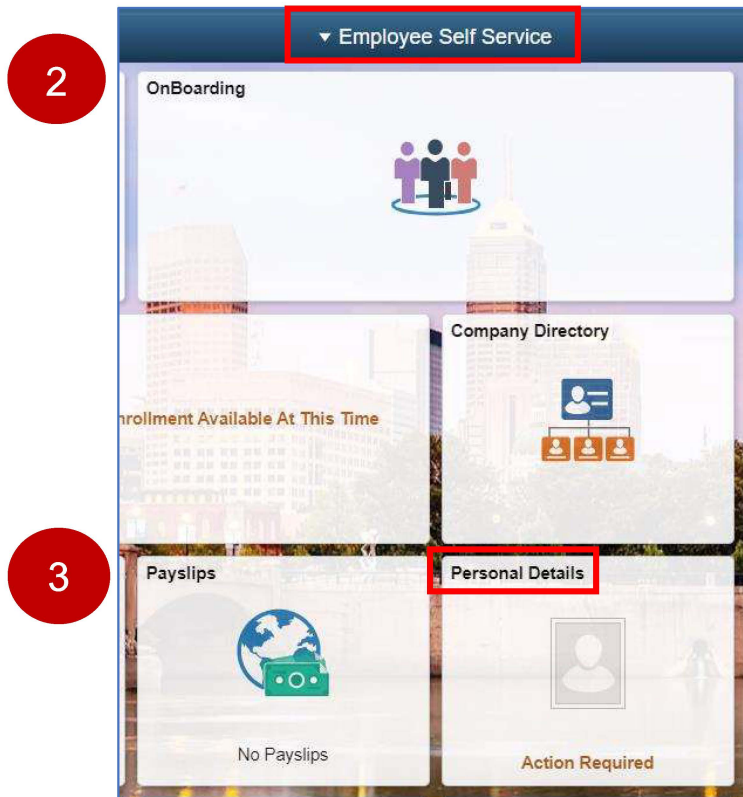 ▼ Employee Self Service
2
OnBoarding
Company Directory
nrollment Available At This Time
3
Payslips
Personal Details
No Payslips
Action Required